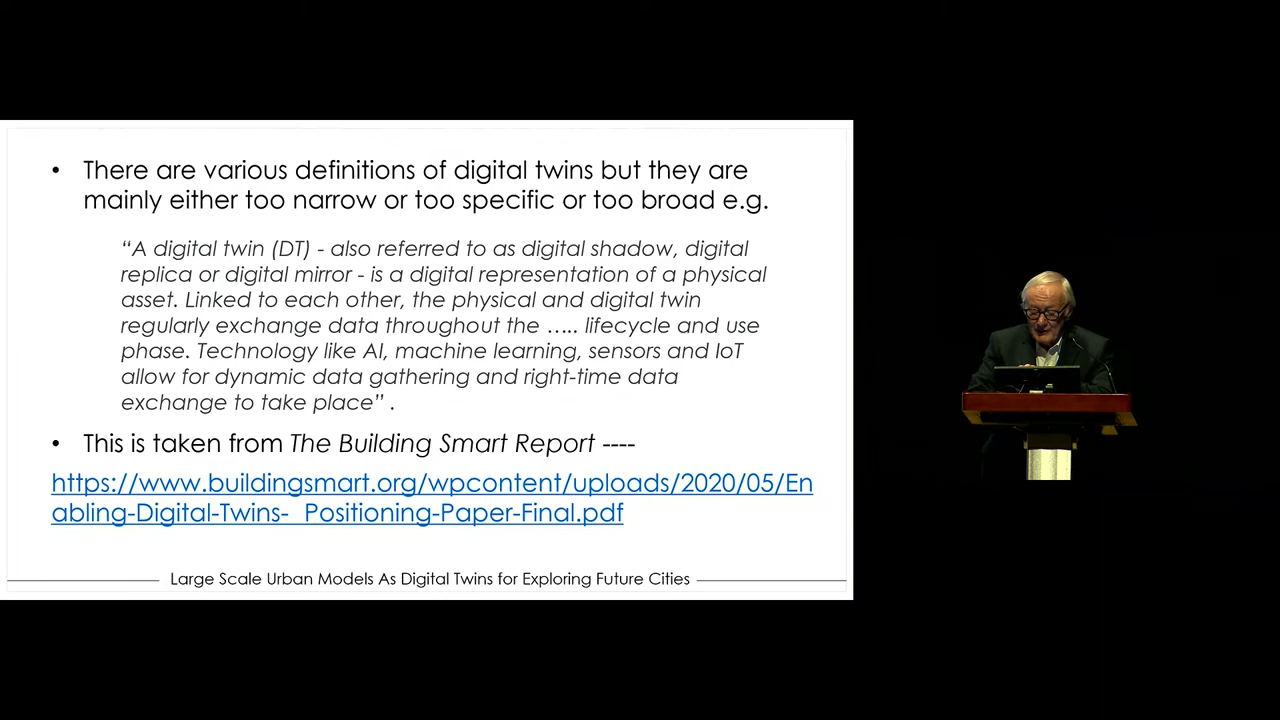 • There are various definitions of digital twins but they are
mainly either too narrow or too specific or too broad e.g.
“A digital twin (DT) - also referred to as digital shadow, digital
replica or digital mirror - is a digital representation of a physical
asset. Linked to each other, the physical and digital twin
regularly exchange data throughout the ….. lifecycle and use
phase. Technology like AI, machine learning, sensors and IoT
allow for dynamic data gathering and right-time data
exchange to take place” .
• This is taken from The Building Smart Report ----
https://www.buildingsmart.org/wpcontent/uploads/2020/05/En
abling-Digital-Twins- Positioning-Paper-Final.pdf
Large Scale Urban Models As Digital Twins for Exploring Future Cities